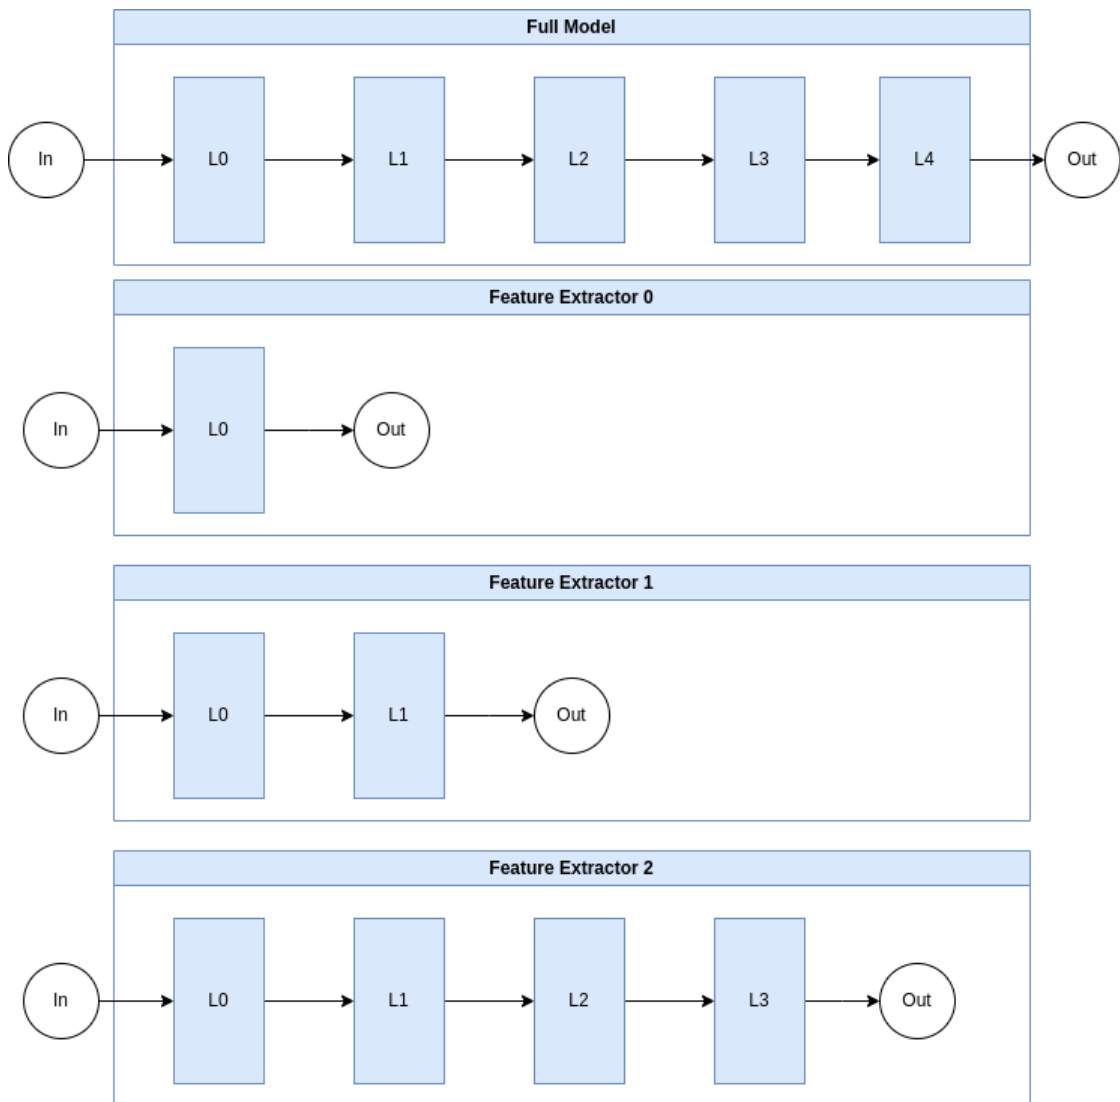 Full Model
In
L0
L1
L2
L3
L4
Out
Feature Extractor 0
In
L0
Out
Feature Extractor 1
In
L0
L1
Out
Feature Extractor 2
In
L0
L1
L2
L3
Out